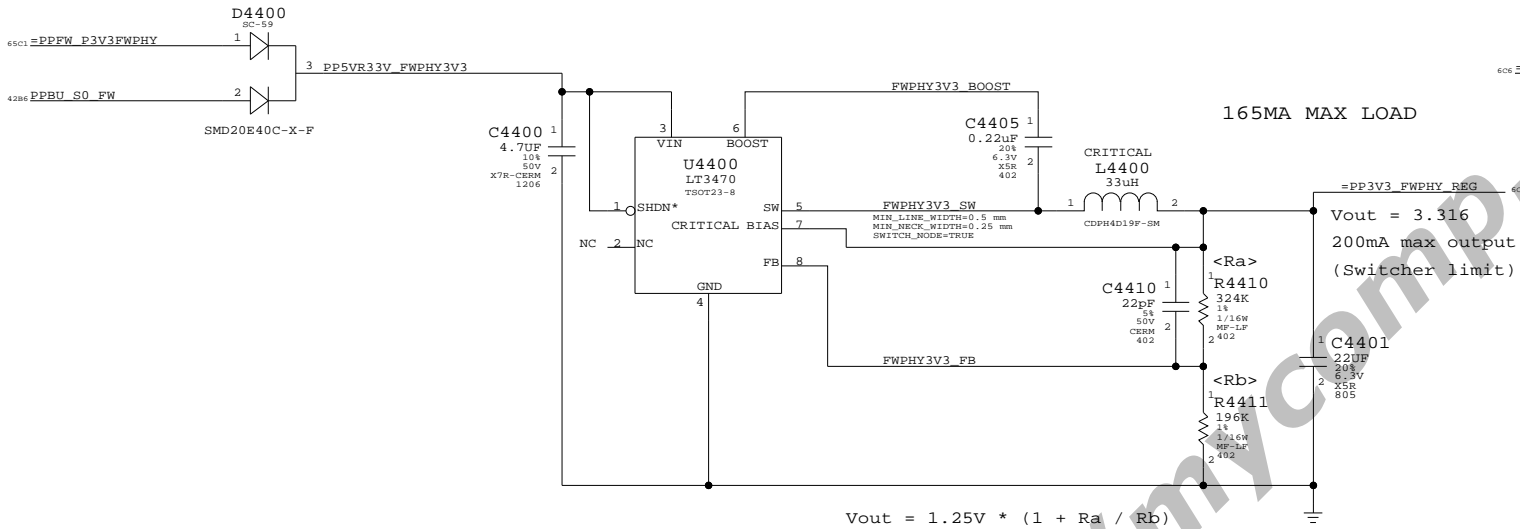 D4400
SC-59
65C1 =PPFW_P3V3FWPHY 1
3 PP5VR33V_FWPHY3V3
42B6 PPBU_S0_FW 2
SMD20E40C-X-F
C4400 1
4.7UF
10%
50V
X7R-CERM 2
1206
3 6
VIN BOOST
U4400
LT3470
TSOT23-8
1 SHDN* SW 5
CRITICAL BIAS 7
NC 2 NC
FB 8
GND
4
FWPHY3V3_BOOST
C4405 1
0.22uF
20%
6.3V
X5R 2
402
165MA MAX LOAD
CRITICAL
L4400
33uH
1 2
CDPH4D19F-SM
FWPHY3V3_SW
MIN_LINE_WIDTH=0.5 mm
MIN_NECK_WIDTH=0.25 mm
SWITCH_NODE=TRUE
6C6
=PP3V3_FWPHY_REG
Vout = 3.316
200mA max output
(Switcher limit)
C4410 1
22pF
5%
50V
CERM 2
402
<Ra>
1
R4410
324K
1%
1/16W
MF-LF
2 402
FWPHY3V3_FB
<Rb>
1
R4411
196K
1%
1/16W
MF-LF
2 402
1 C4401
22UF
20%
6.3V
2 X5R
805
Vout = 1.25V * (1 + Ra / Rb)
mycomp.